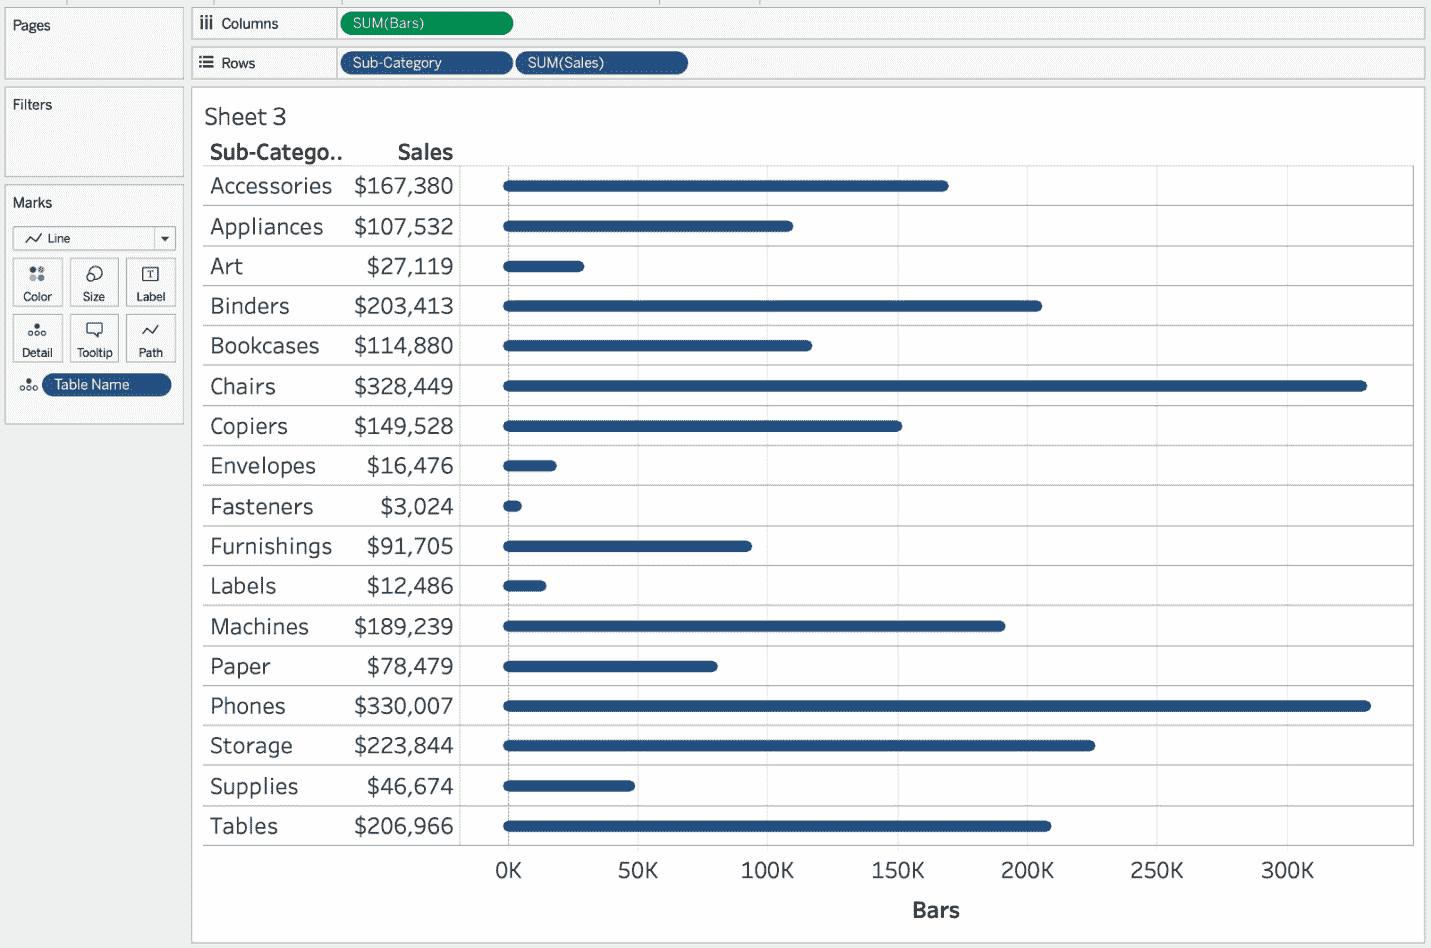 Pages
Columns SUM(Bars)
Rows Sub-Category SUM(Sales)
Filters
Marks
Line
Color Size Label
Detail Tooltip Path
Table Name
Sheet 3
Sub-Catego.. Sales
Accessories $167,380
Appliances $107,532
Art $27,119
Binders $203,413
Bookcases $114,880
Chairs $328,449
Copiers $149,528
Envelopes $16,476
Fasteners $3,024
Furnishings $91,705
Labels $12,486
Machines $189,239
Paper $78,479
Phones $330,007
Storage $223,844
Supplies $46,674
Tables $206,966
0K 50K 100K 150K 200K 250K 300K
Bars